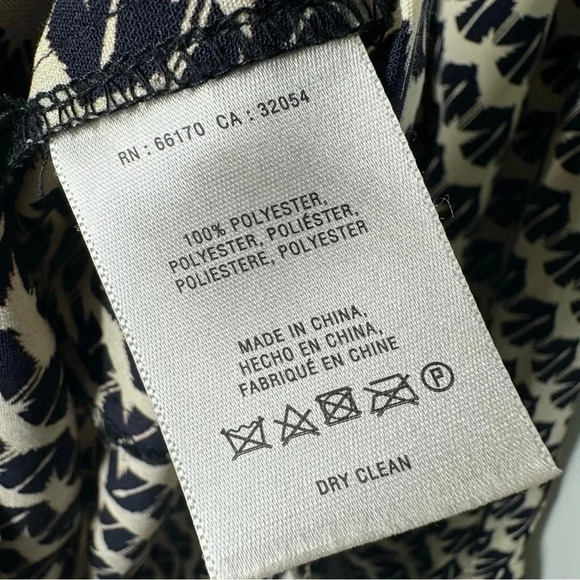 RN : 66170 CA : 32054
100% POLYESTER,
POLYESTER, POLIÉSTER,
POLIESTERE, POLYESTER
MADE IN CHINA,
HECHO EN CHINA,
FABRIQUÉ EN CHINE
P
DRY CLEAN